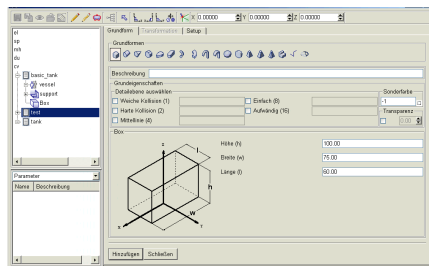 X 0.00000 Y 0.00000 Z 0.00000
el
sp
mh
du
cv
basic_tank
vessel
support
Box
test
tank
Parameter
Name Beschreibung
Grundform Transformation Setup
Grundformen
Beschreibung
Grundeigenschaften
Detailebene auswählen
Sonderfarbe
Weiche Kollision (1) Einfach (8) -1
Harte Kollision (2) Aufwändig (16) Transparenz
Mittellinie (4) 0.00
Box
Höhe (h) 100.00
Breite (w) 75.00
Länge (l) 60.00
z
l
h
w
x
Y
Hinzufügen Schließen